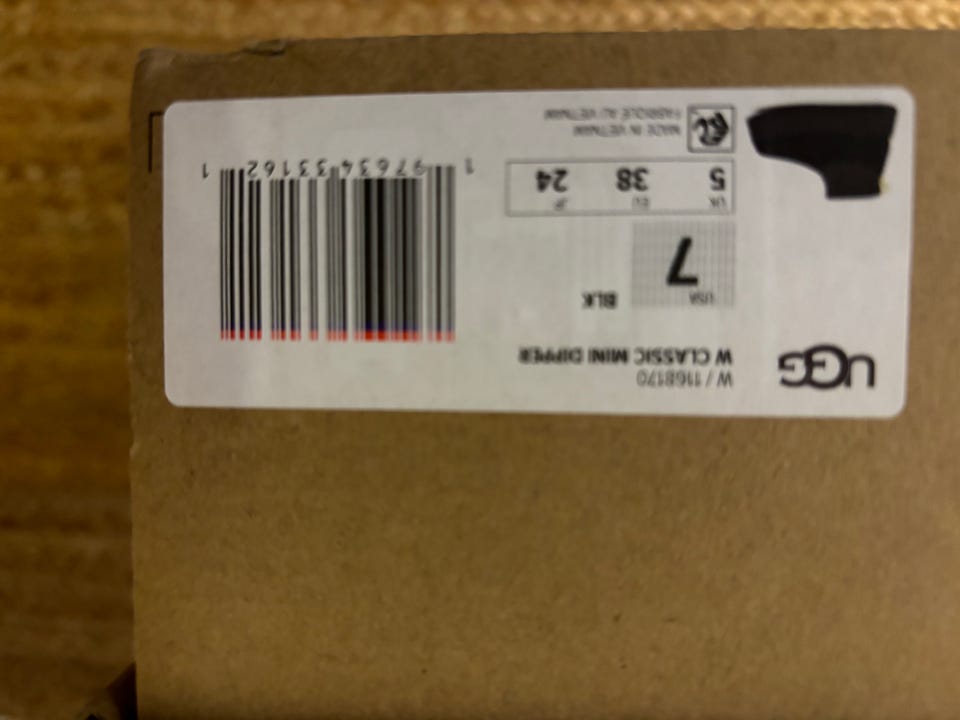 UGG
W / 1168170
W CLASSIC MINI DIPPER
USA
7
BLK
UK EU JP
5 38 24
MADE IN VIETNAM
FABRIQUÉ AU VIETNAM
1 97634 33162 1